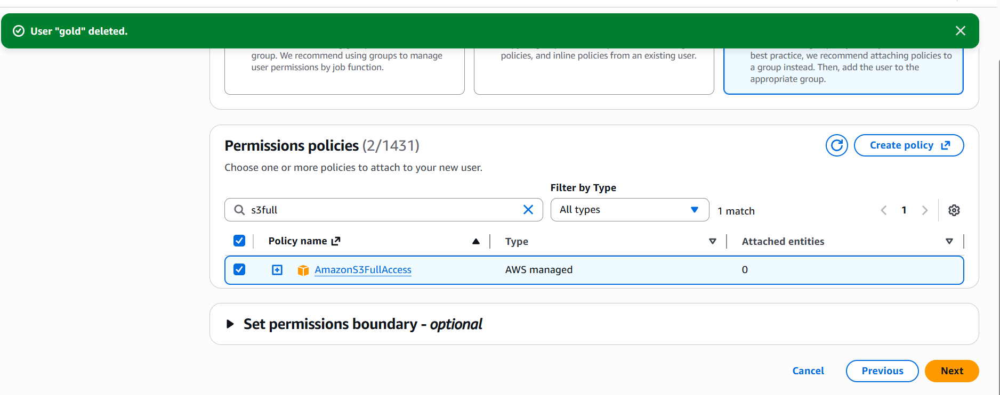 User "gold" deleted.
group. We recommend using groups to manage
user permissions by job function.
policies, and inline policies from an existing user.
best practice, we recommend attaching policies to
a group instead. Then, add the user to the
appropriate group.
Permissions policies (2/1431)
Create policy
Choose one or more policies to attach to your new user.
Filter by Type
s3full
All types
1 match
1
Policy name
Type
Attached entities
AmazonS3FullAccess
AWS managed
0
Set permissions boundary - optional
Cancel
Previous
Next